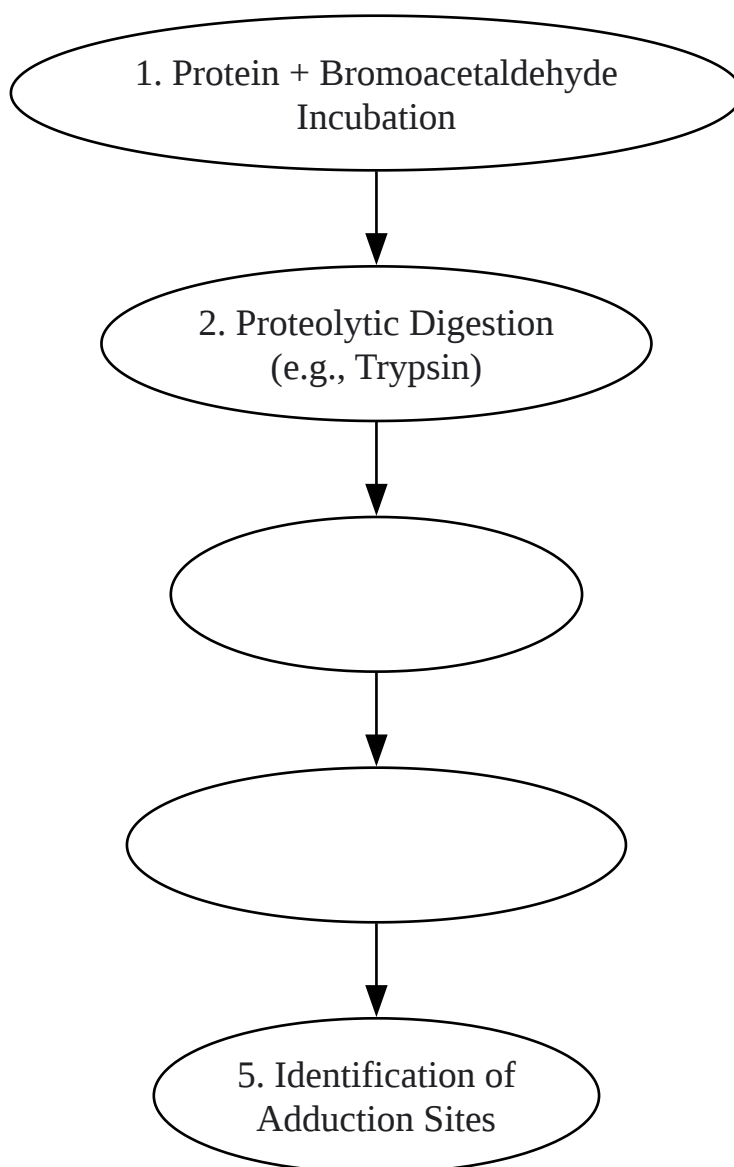 1. Protein + Bromoacetaldehyde
Incubation
2. Proteolytic Digestion
(e.g., Trypsin)
5. Identification of
Adduction Sites